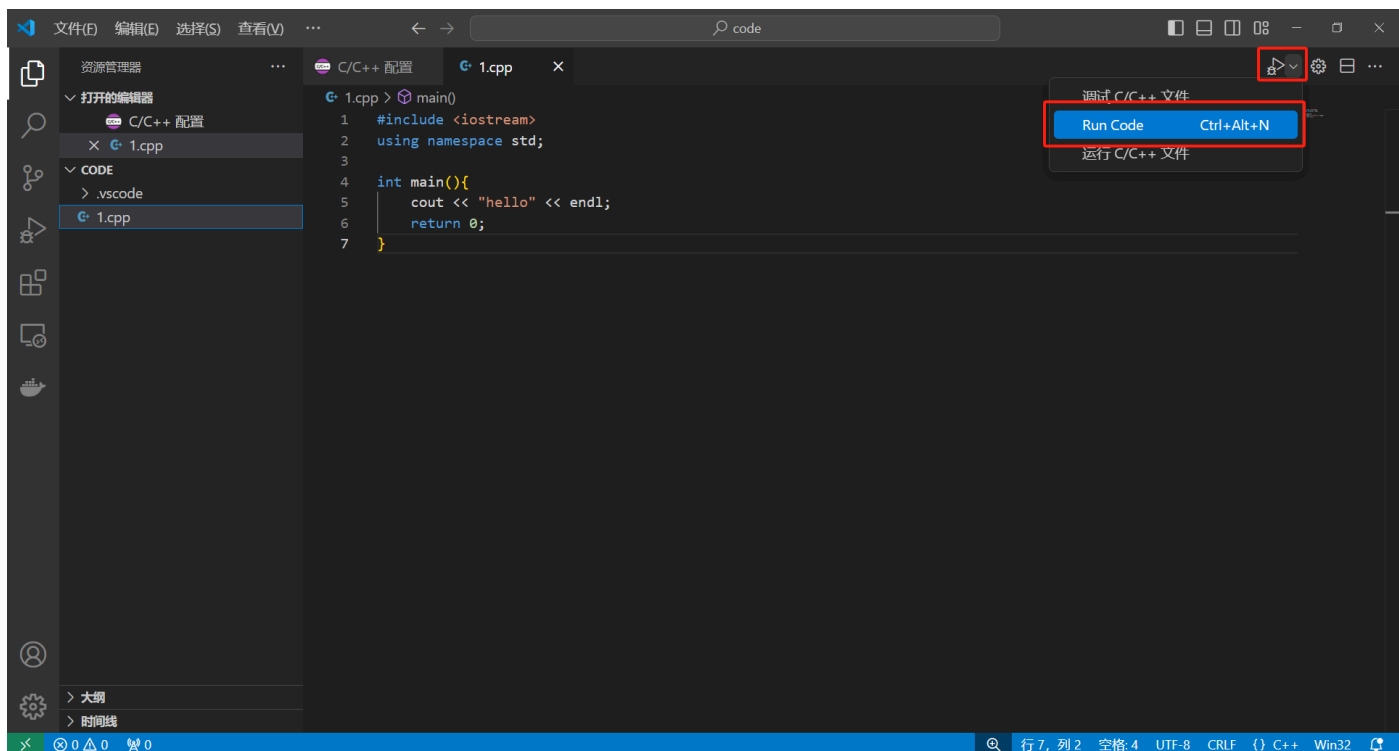 文件(F) 编辑(E) 选择(S) 查看(V) ··· code
资源管理器 ···
C/C++ 配置 1.cpp
打开的编辑器
C/C++ 配置
1.cpp
CODE
.vscode
1.cpp
1.cpp > main()
1 #include <iostream>
2 using namespace std;
3
4 int main(){
5 cout << "hello" << endl;
6 return 0;
7 }
调试 C/C++ 文件
Run Code Ctrl+Alt+N
运行 C/C++ 文件
大纲
时间线
0 0 0 行 7, 列 2 空格: 4 UTF-8 CRLF {} C++ Win32